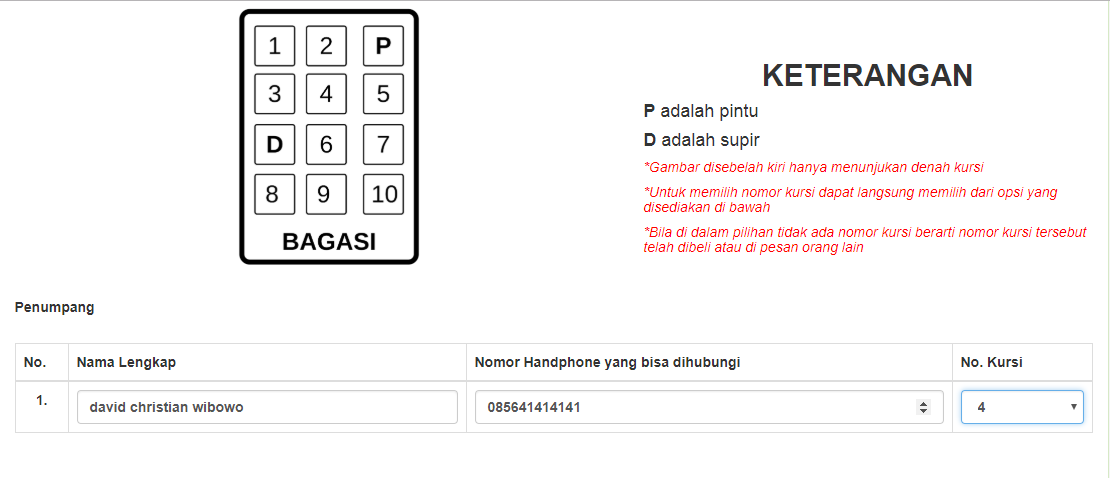 1 2 P
3 4 5
D 6 7
8 9 10
BAGASI
KETERANGAN
P adalah pintu
D adalah supir
*Gambar disebelah kiri hanya menunjukan denah kursi
*Untuk memilih nomor kursi dapat langsung memilih dari opsi yang
disediakan di bawah
*Bila di dalam pilihan tidak ada nomor kursi berarti nomor kursi tersebut
telah dibeli atau di pesan orang lain
Penumpang
No. Nama Lengkap Nomor Handphone yang bisa dihubungi No. Kursi
1. david christian wibowo 085641414141 4